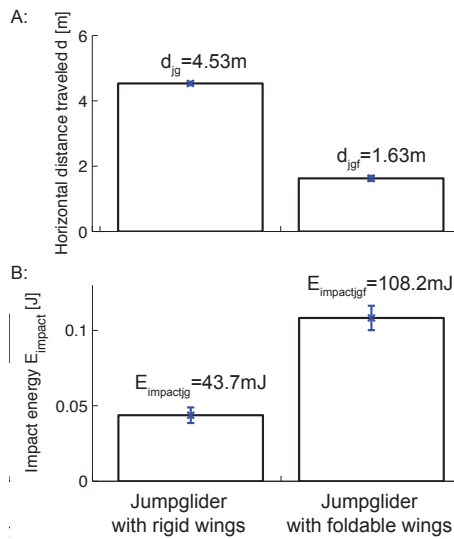 A:
Horizontal distance traveled d [m]
6
4
2
0
d_jg=4.53m
d_jgf=1.63m
B:
Impact energy E_impact [J]
0.1
0.05
0
E_impactjg=43.7mJ
E_impactjgf=108.2mJ
Jumpglider
with rigid wings
Jumpglider
with foldable wings